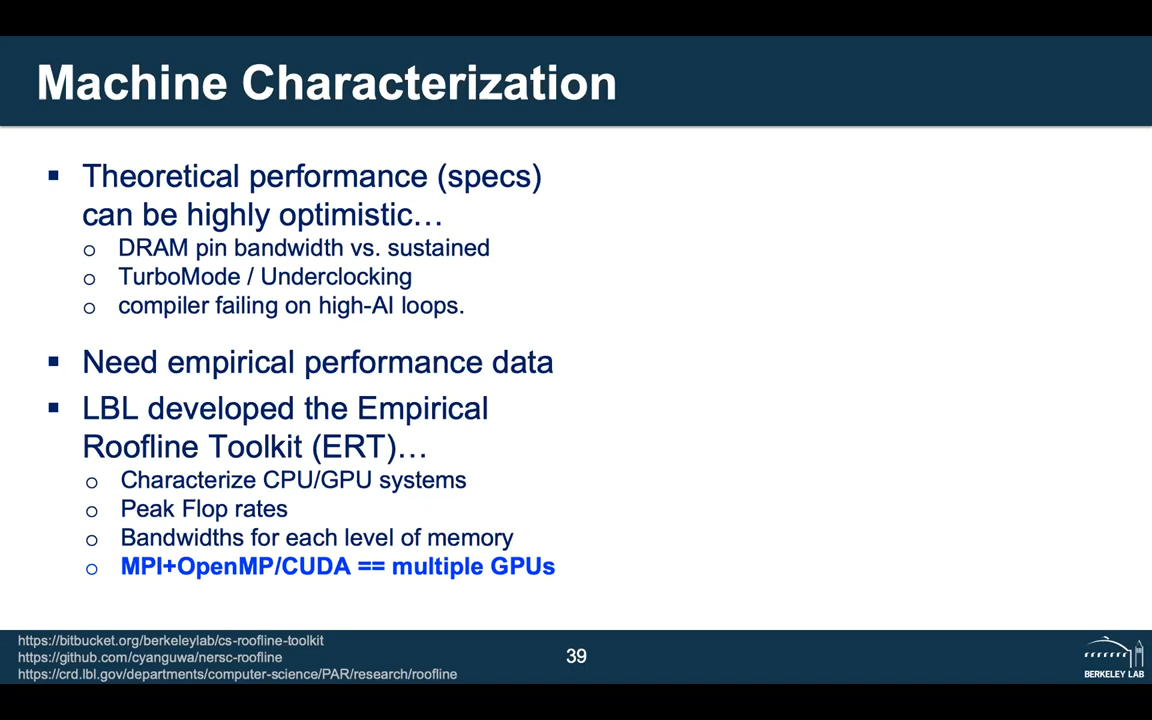 Machine Characterization
▪ Theoretical performance (specs)
can be highly optimistic…
o DRAM pin bandwidth vs. sustained
o TurboMode / Underclocking
o compiler failing on high-AI loops.
▪ Need empirical performance data
▪ LBL developed the Empirical
Roofline Toolkit (ERT)…
o Characterize CPU/GPU systems
o Peak Flop rates
o Bandwidths for each level of memory
o MPI+OpenMP/CUDA == multiple GPUs
https://bitbucket.org/berkeleylab/cs-roofline-toolkit
https://github.com/cyanguwa/nersc-roofline
https://crd.lbl.gov/departments/computer-science/PAR/research/roofline
39
BERKELEY LAB